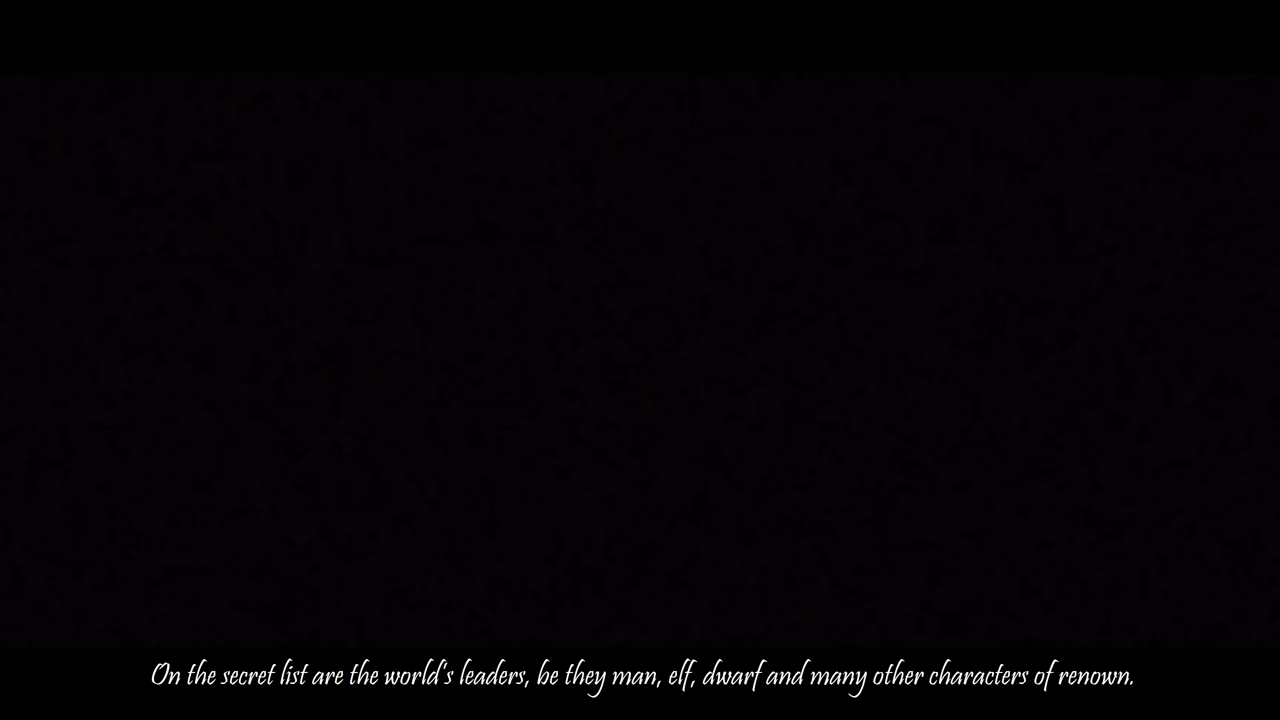 On the secret list are the world's leaders, be they man, elf, dwarf and many other characters of renown.